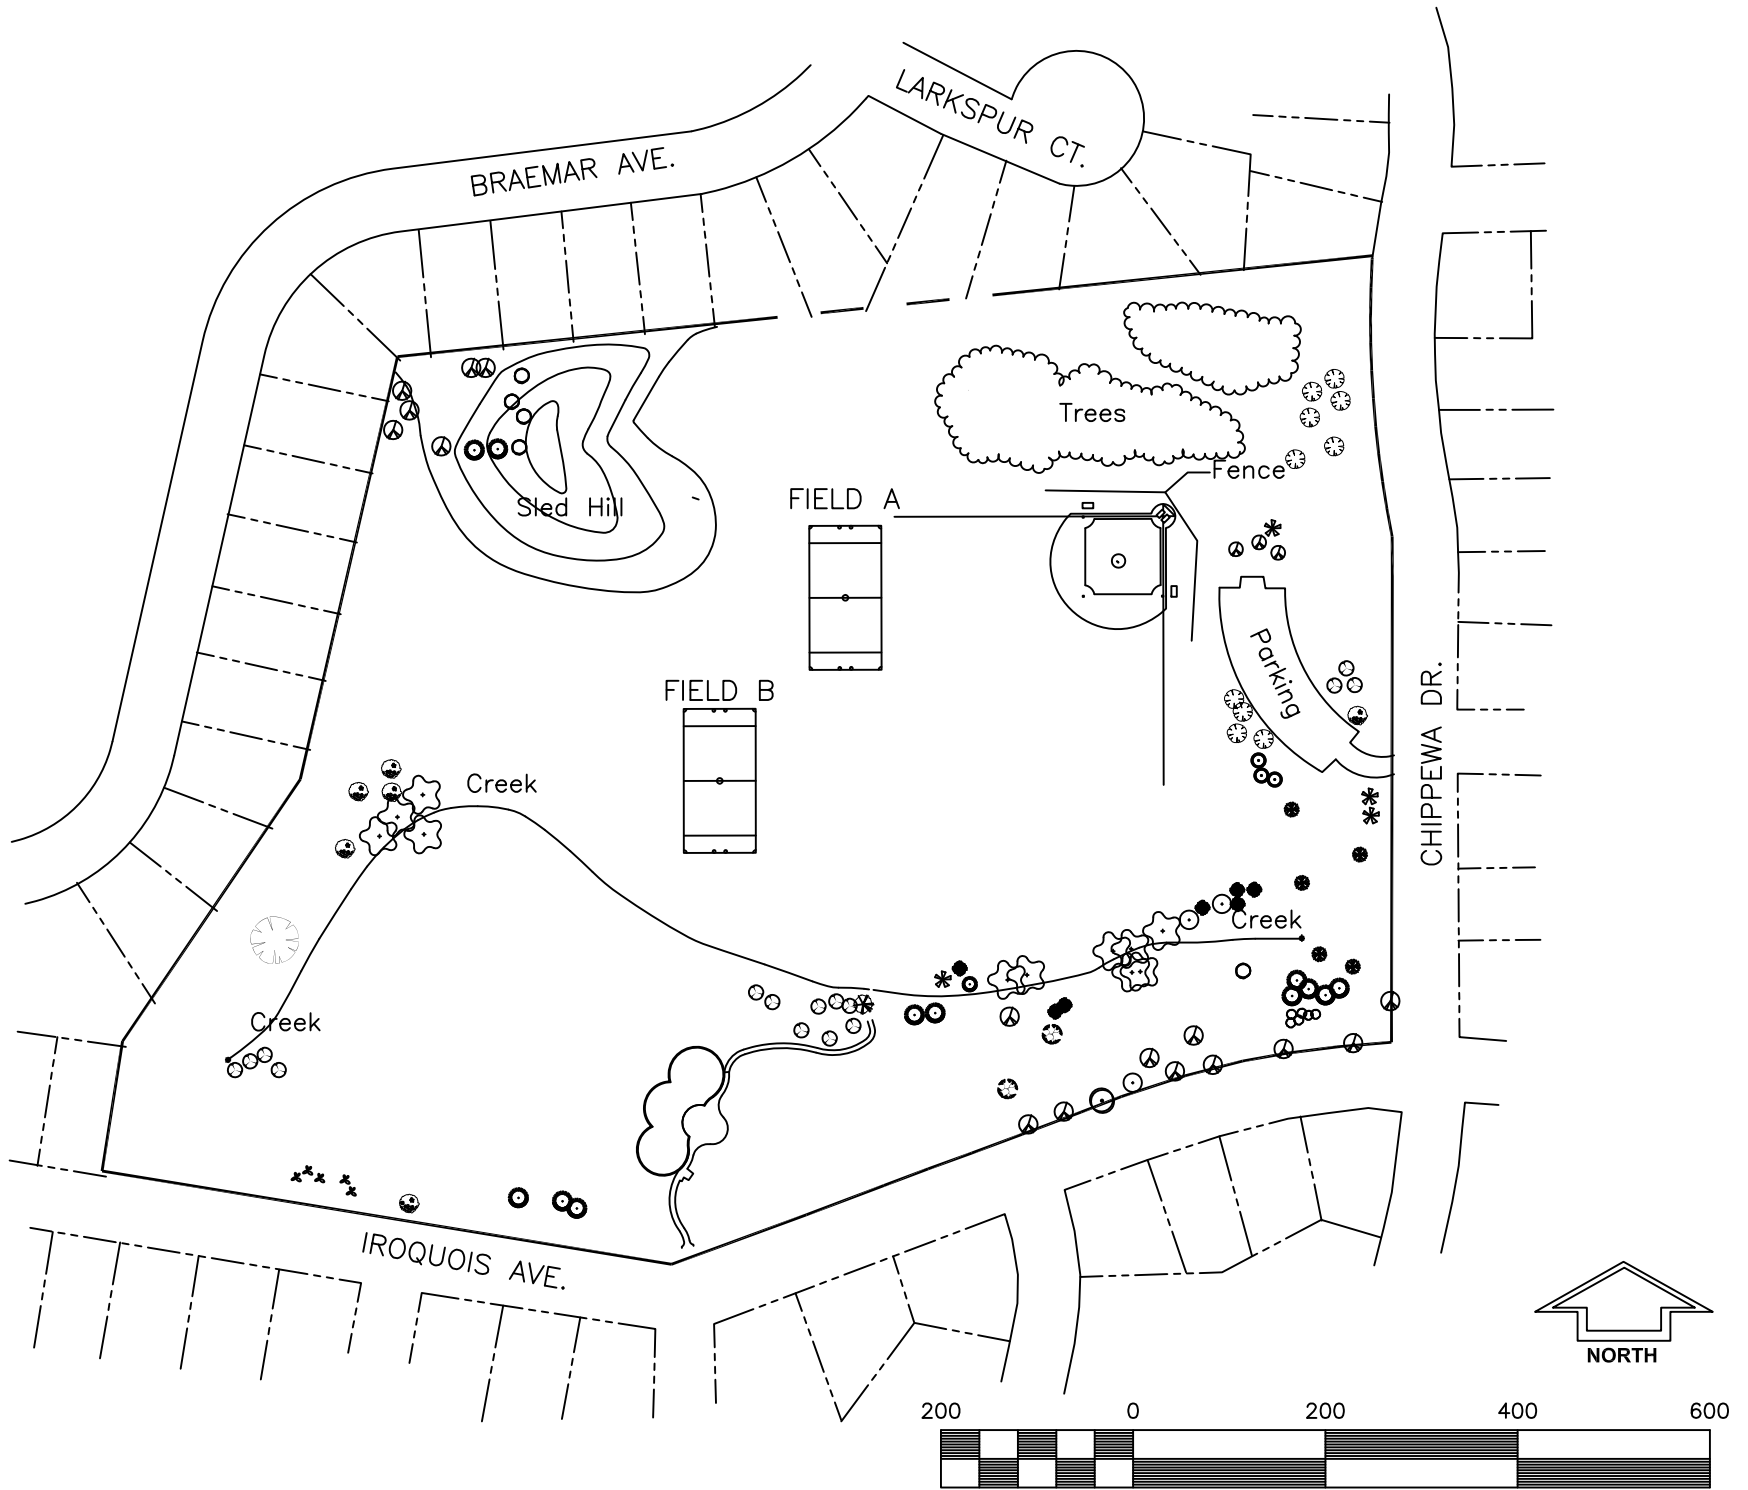 LARKSPUR CT.
BRAEMAR AVE.
Trees
Fence
FIELD A
Sled Hill
Parking
FIELD B
CHIPPEWA DR.
Creek
Creek
Creek
IROQUOIS AVE.
NORTH
200 0 200 400 600